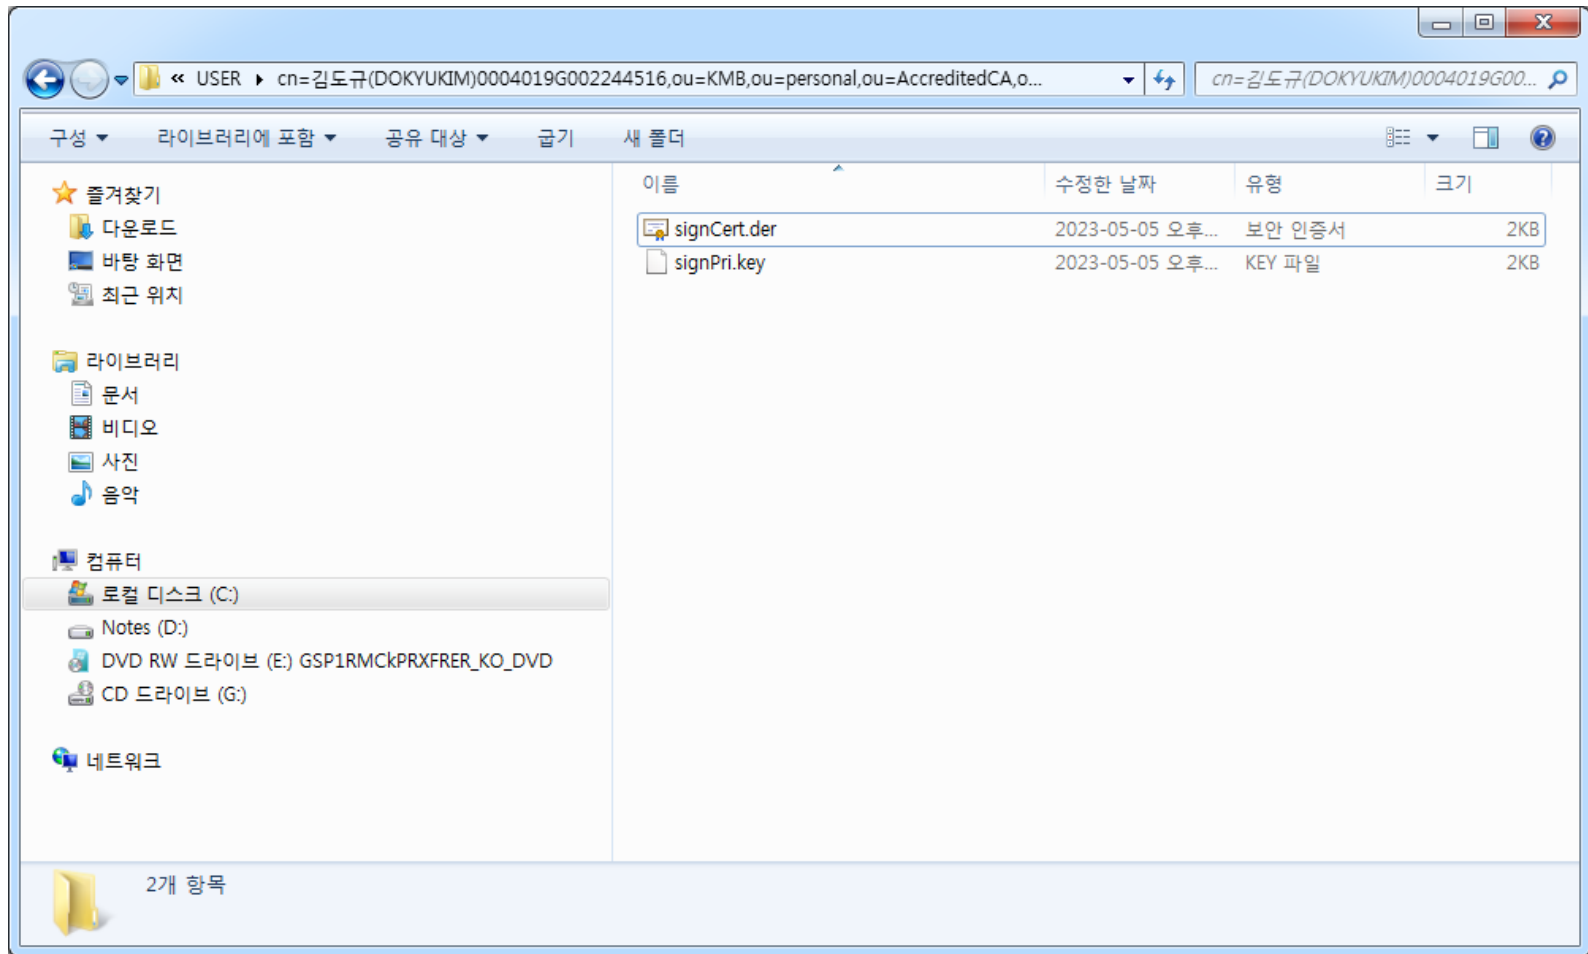 « USER ▸ cn=김도규(DOKYUKIM)0004019G002244516,ou=KMB,ou=personal,ou=AccreditedCA,o...
cn=김도규(DOKYUKIM)0004019G00...
구성 라이브러리에 포함 공유 대상 굽기 새 폴더
이름 수정한 날짜 유형 크기
signCert.der 2023-05-05 오후... 보안 인증서 2KB
signPri.key 2023-05-05 오후... KEY 파일 2KB
즐겨찾기
다운로드
바탕 화면
최근 위치
라이브러리
문서
비디오
사진
음악
컴퓨터
로컬 디스크 (C:)
Notes (D:)
DVD RW 드라이브 (E:) GSP1RMCkPRXFRER_KO_DVD
CD 드라이브 (G:)
네트워크
2개 항목